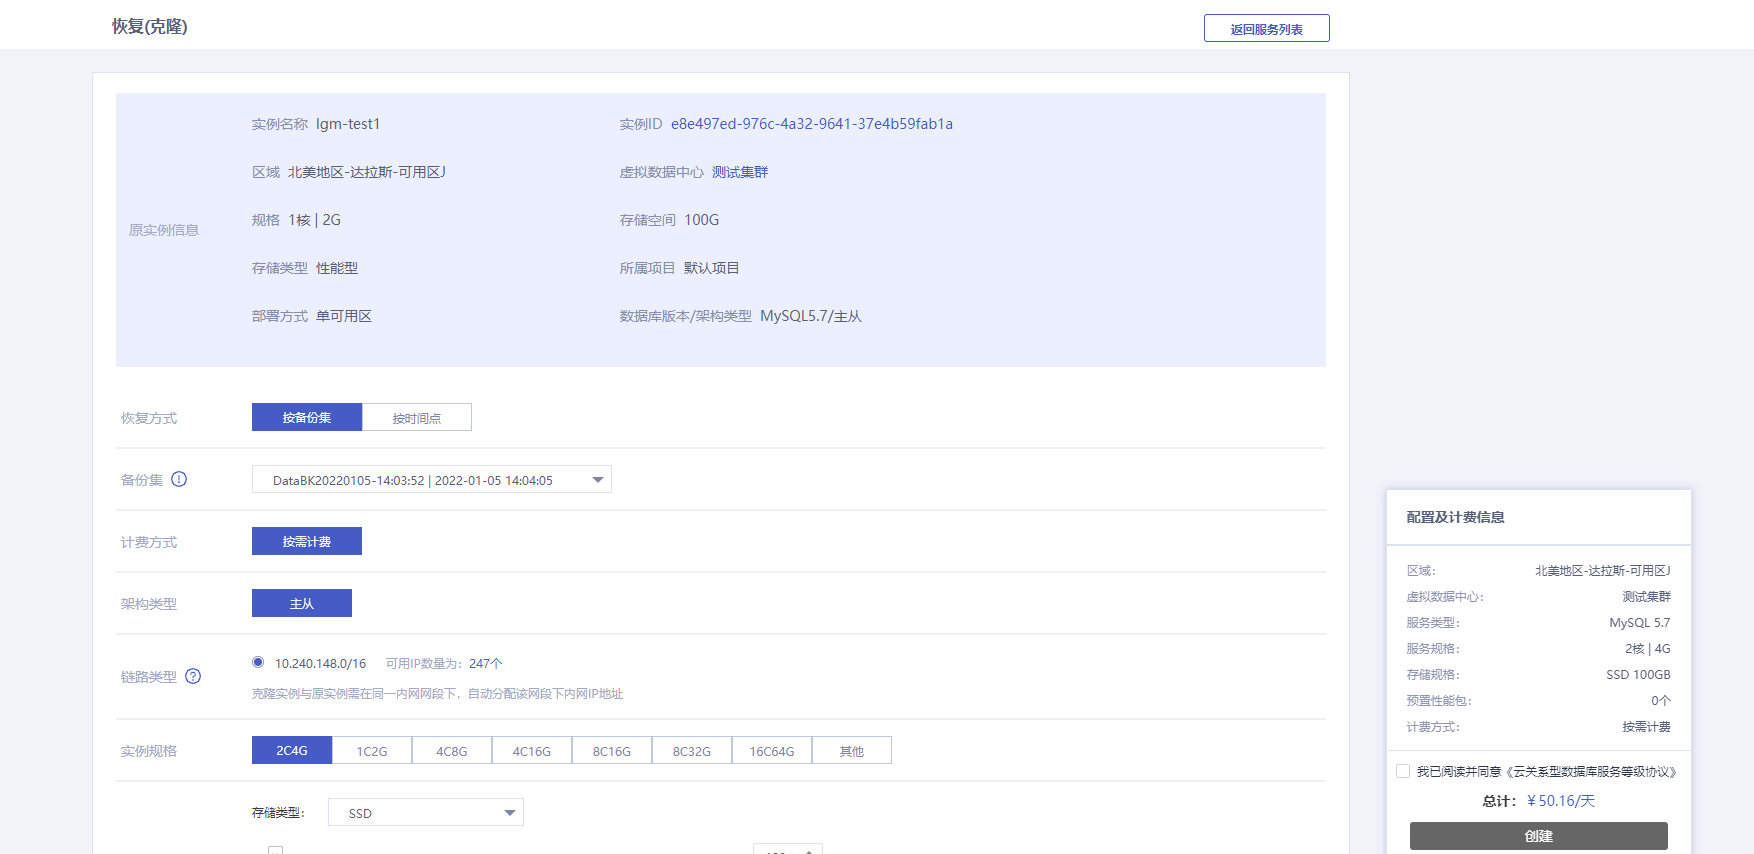 恢复(克隆)
返回服务列表
原实例信息
实例名称 lgm-test1
实例ID e8e497ed-976c-4a32-9641-37e4b59fab1a
区域 北美地区-达拉斯-可用区J
虚拟数据中心 测试集群
规格 1核 | 2G
存储空间 100G
存储类型 性能型
所属项目 默认项目
部署方式 单可用区
数据库版本/架构类型 MySQL5.7/主从
恢复方式 按备份集 按时间点
备份集 DataBK20220105-14:03:52 | 2022-01-05 14:04:05
计费方式 按需计费
架构类型 主从
链路类型 10.240.148.0/16 可用IP数量为: 247个
克隆实例与原实例需在同一内网网段下，自动分配该网段下内网IP地址
实例规格 2C4G 1C2G 4C8G 4C16G 8C16G 8C32G 16C64G 其他
存储类型: SSD
配置及计费信息
区域: 北美地区-达拉斯-可用区J
虚拟数据中心: 测试集群
服务类型: MySQL 5.7
服务规格: 2核 | 4G
存储规格: SSD 100GB
预置性能包: 0个
计费方式: 按需计费
我已阅读并同意《云关系型数据库服务等级协议》
总计: ￥50.16/天
创建